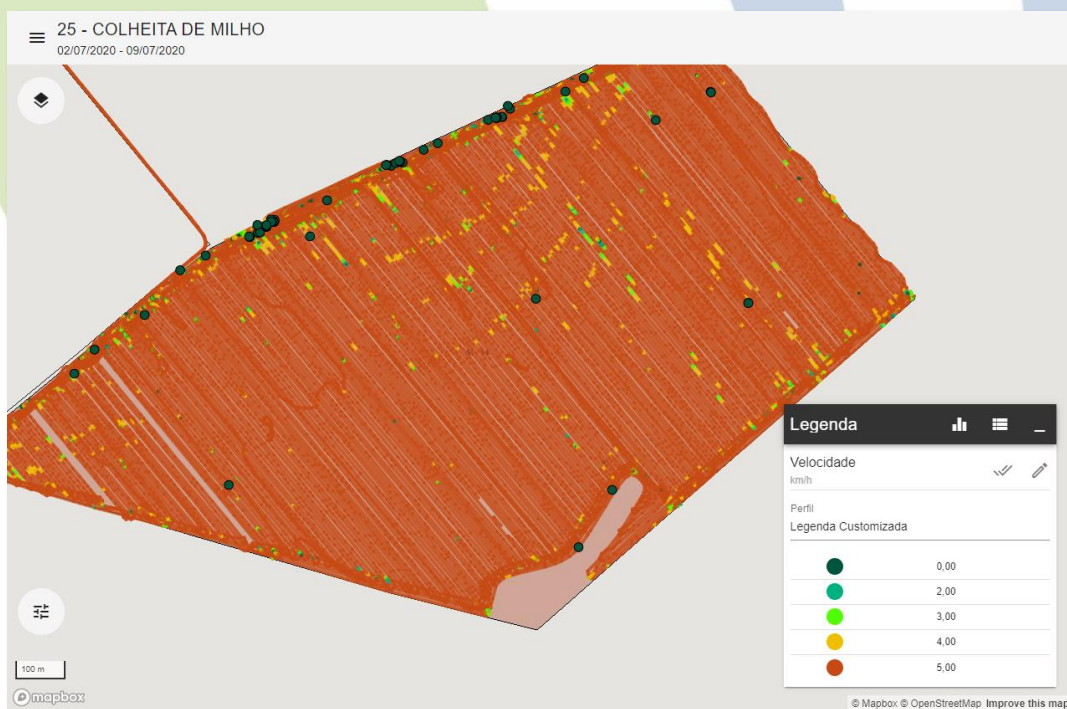 25 - COLHEITA DE MILHO
02/07/2020 - 09/07/2020
Legenda
Velocidade
km/h
Perfil
Legenda Customizada
0,00
2,00
3,00
4,00
5,00
100 m
mapbox
© Mapbox © OpenStreetMap Improve this map